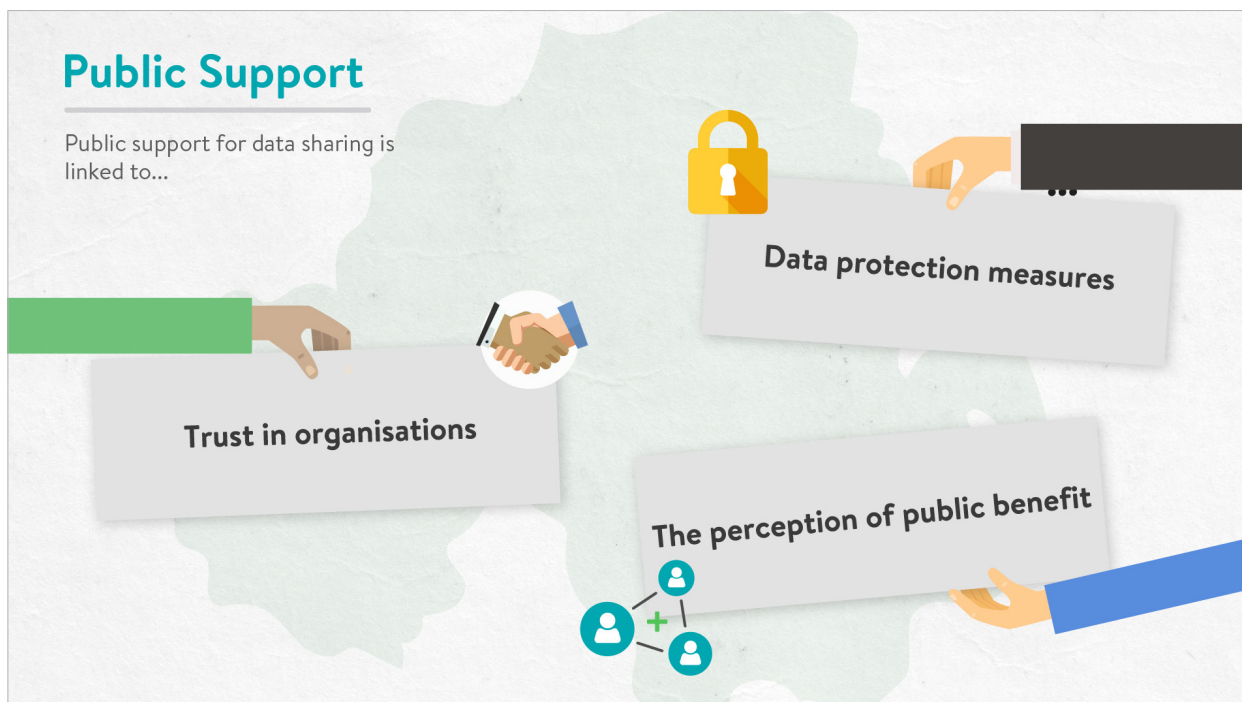 Public Support
Public support for data sharing is
linked to...
Data protection measures
Trust in organisations
The perception of public benefit